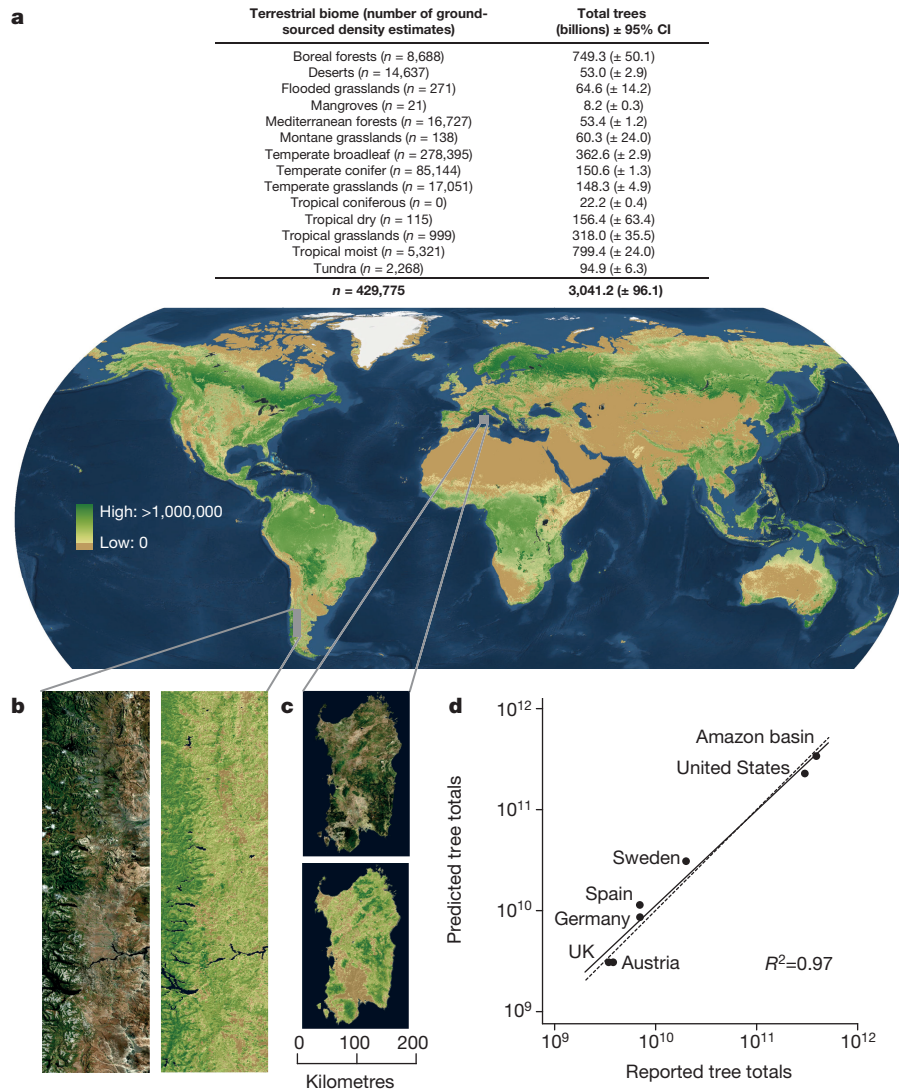 a
Terrestrial biome (number of ground-sourced density estimates) Total trees (billions) ± 95% CI
Boreal forests (n = 8,688) 749.3 (± 50.1)
Deserts (n = 14,637) 53.0 (± 2.9)
Flooded grasslands (n = 271) 64.6 (± 14.2)
Mangroves (n = 21) 8.2 (± 0.3)
Mediterranean forests (n = 16,727) 53.4 (± 1.2)
Montane grasslands (n = 138) 60.3 (± 24.0)
Temperate broadleaf (n = 278,395) 362.6 (± 2.9)
Temperate conifer (n = 85,144) 150.6 (± 1.3)
Temperate grasslands (n = 17,051) 148.3 (± 4.9)
Tropical coniferous (n = 0) 22.2 (± 0.4)
Tropical dry (n = 115) 156.4 (± 63.4)
Tropical grasslands (n = 999) 318.0 (± 35.5)
Tropical moist (n = 5,321) 799.4 (± 24.0)
Tundra (n = 2,268) 94.9 (± 6.3)
n = 429,775 3,041.2 (± 96.1)
High: >1,000,000
Low: 0
b
c
0 100 200
Kilometres
d
Predicted tree totals
10¹²
10¹¹
10¹⁰
10⁹
Amazon basin
United States
Sweden
Spain
Germany
UK
Austria
R²=0.97
10⁹ 10¹⁰ 10¹¹ 10¹²
Reported tree totals